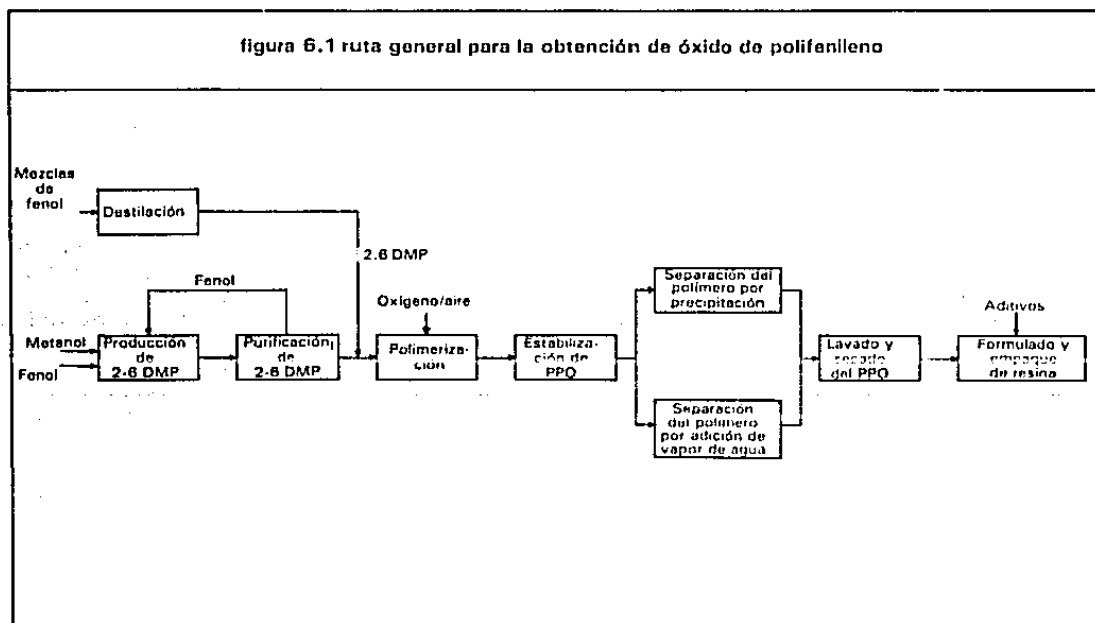 figura 6.1 ruta general para la obtención de óxido de polifenileno
Mezclas
de
fenol
Destilación
2.6 DMP
Fenol
Oxígeno/aire
Metanol
Fenol
Producción
de
2-6 DMP
Purificación
de
2-6 DMP
Polimeriza-
ción
Estabiliza-
ción de
PPO
Separación del
polímero por
precipitación
Separación
del polímero
por adición de
vapor de agua
Lavado y
secado
del PPO
Aditivos
Formulado y
empaque
de resina